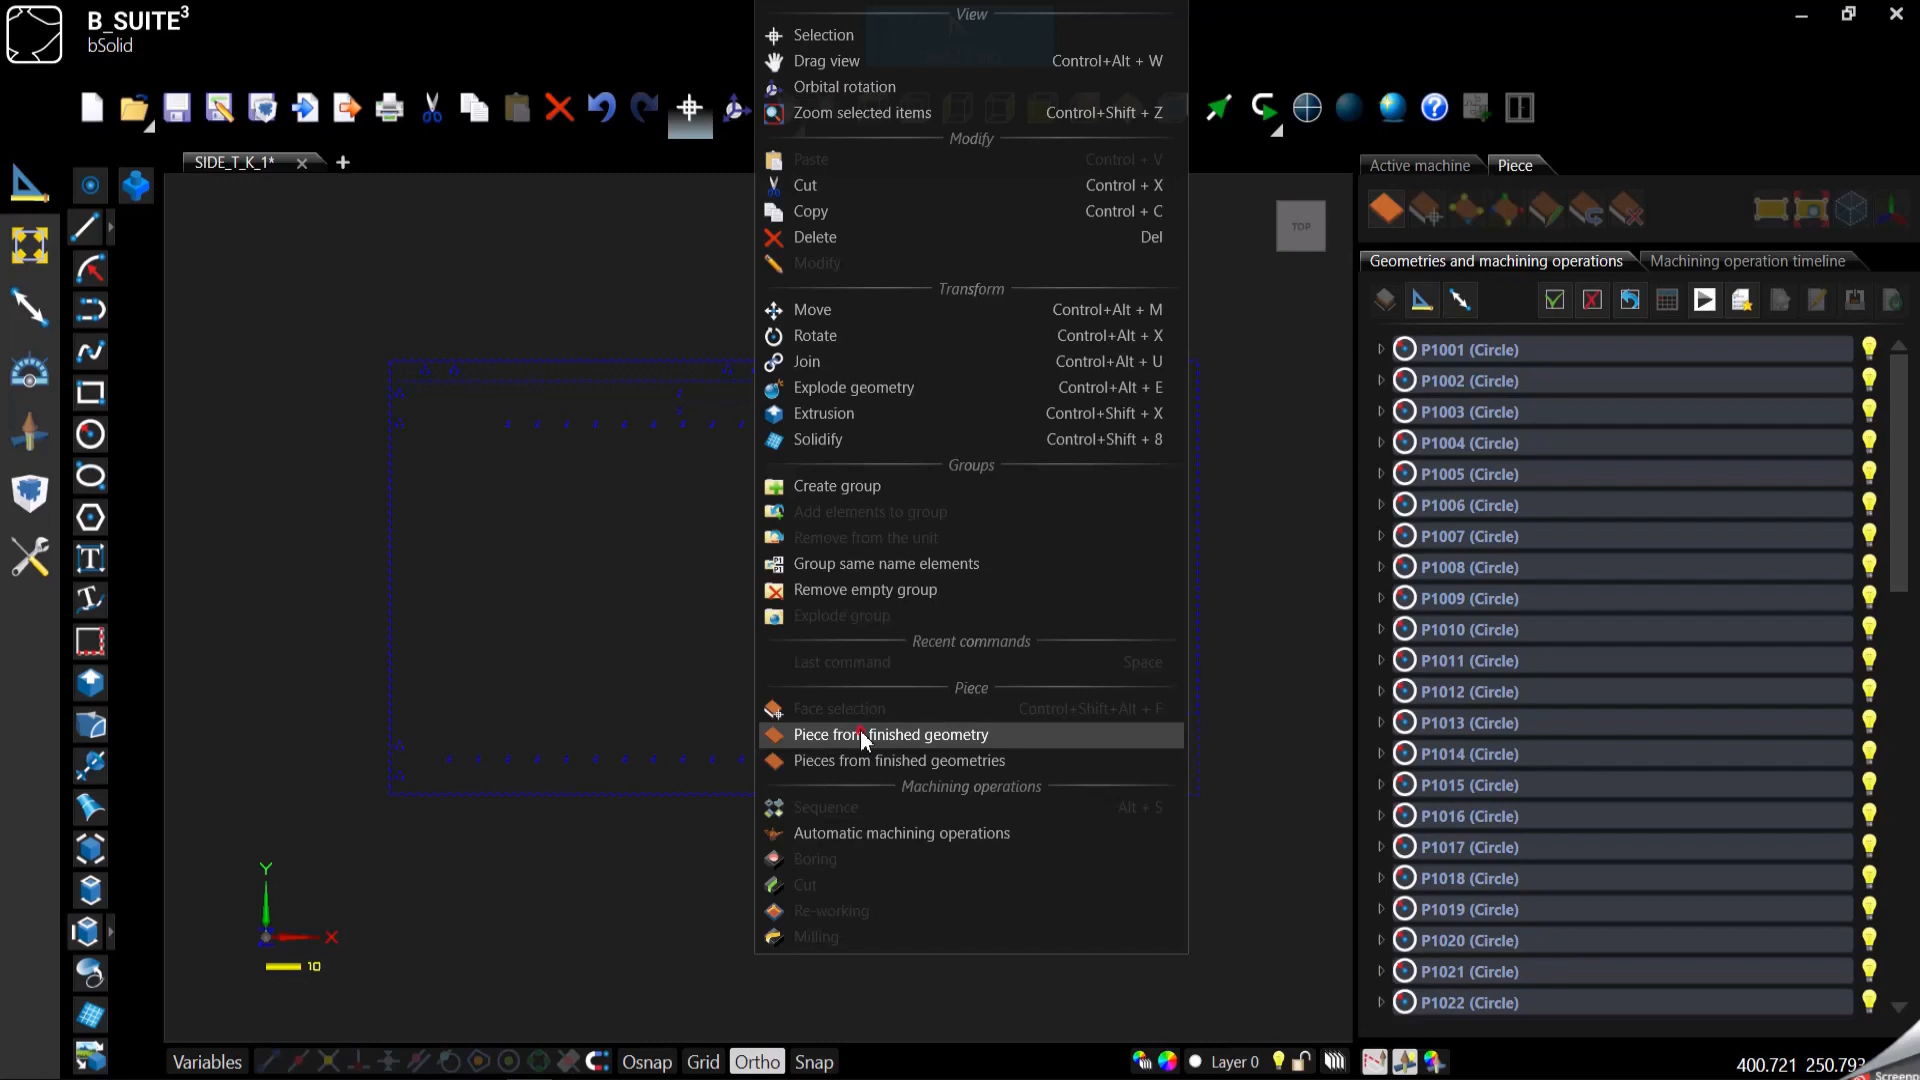 B_SUITE³
bSolid
SIDE_T_K_1*
View
Selection
Drag view Control+Alt + W
Orbital rotation
Zoom selected items Control+Shift + Z
Modify
Paste Control + V
Cut Control + X
Copy Control + C
Delete Del
Modify
Transform
Move Control+Alt + M
Rotate Control+Alt + X
Join Control+Alt + U
Explode geometry Control+Alt + E
Extrusion Control+Shift + X
Solidify Control+Shift + 8
Groups
Create group
Add elements to group
Remove from the unit
Group same name elements
Remove empty group
Explode group
Recent commands
Last command Space
Piece
Face selection Control+Shift+Alt + F
Piece from finished geometry
Pieces from finished geometries
Machining operations
Sequence Alt + S
Automatic machining operations
Boring
Cut
Re-working
Milling
TOP
Y
X
10
Active machine Piece
Geometries and machining operations Machining operation timeline
P1001 (Circle)
P1002 (Circle)
P1003 (Circle)
P1004 (Circle)
P1005 (Circle)
P1006 (Circle)
P1007 (Circle)
P1008 (Circle)
P1009 (Circle)
P1010 (Circle)
P1011 (Circle)
P1012 (Circle)
P1013 (Circle)
P1014 (Circle)
P1015 (Circle)
P1016 (Circle)
P1017 (Circle)
P1018 (Circle)
P1019 (Circle)
P1020 (Circle)
P1021 (Circle)
P1022 (Circle)
Variables Osnap Grid Ortho Snap Layer 0 400.721